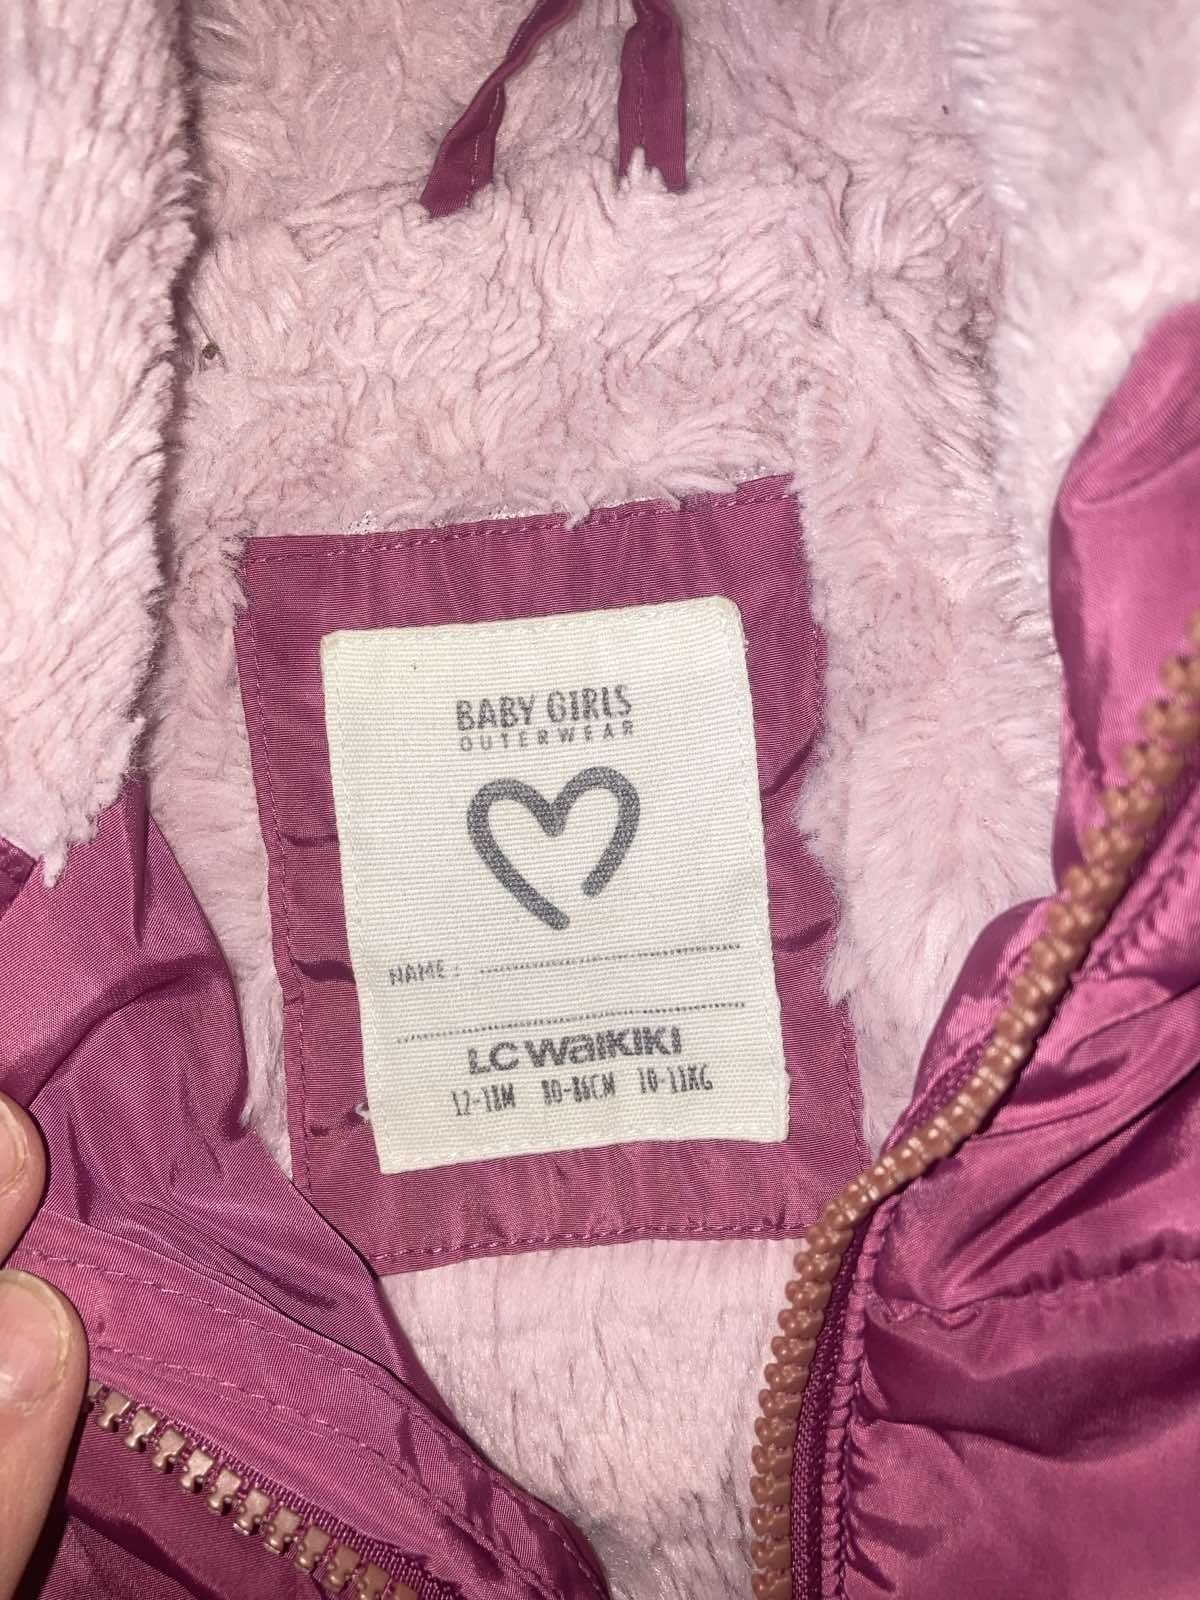 BABY GIRLS
OUTERWEAR
NAME :
LC Waikiki
12-18M 80-86CM 10-11KG